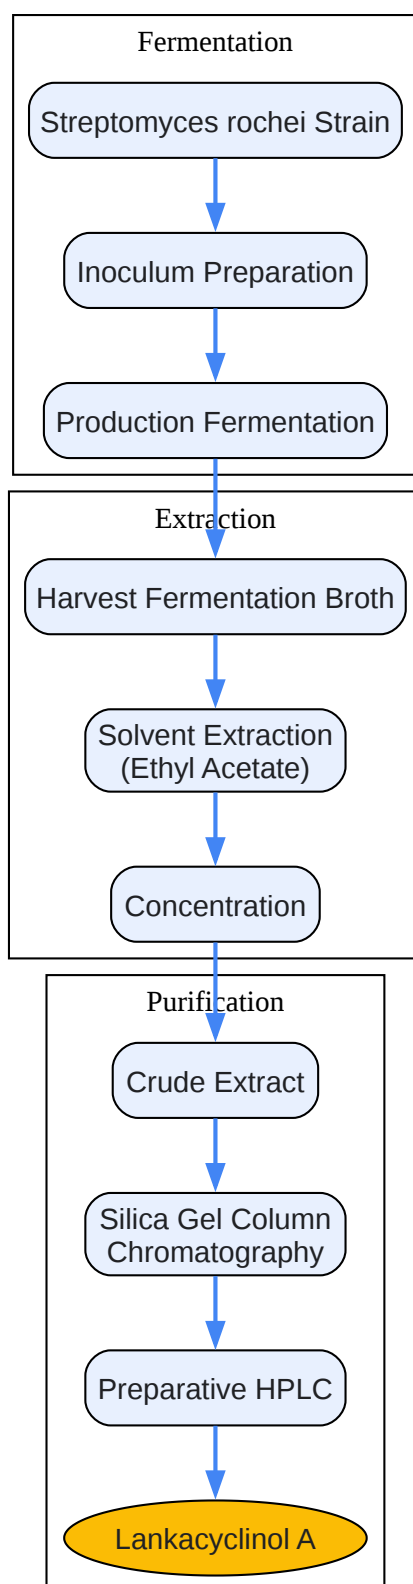 Fermentation
Streptomyces rochei Strain
Inoculum Preparation
Production Fermentation
Extraction
Harvest Fermentation Broth
Solvent Extraction
(Ethyl Acetate)
Concentration
Purification
Crude Extract
Silica Gel Column
Chromatography
Preparative HPLC
Lankacyclinol A